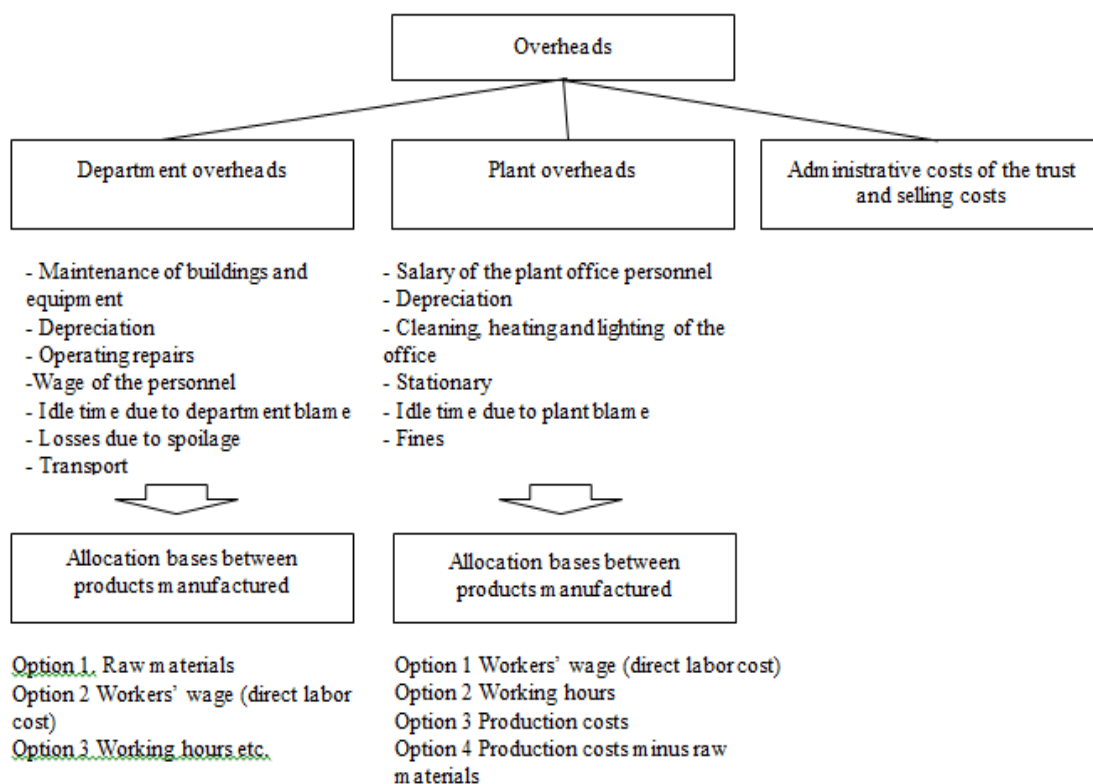 Overheads
Department overheads
Plant overheads
Administrative costs of the trust
and selling costs
- Maintenance of buildings and
equipment
- Depreciation
- Operating repairs
-Wage of the personnel
- Idle time due to department blame
- Losses due to spoilage
- Transport
- Salary of the plant office personnel
- Depreciation
- Cleaning, heating and lighting of the
office
- Stationary
- Idle time due to plant blame
- Fines
Allocation bases between
products manufactured
Allocation bases between
products manufactured
Option 1. Raw materials
Option 2 Workers' wage (direct labor
cost)
Option 3 Working hours etc.
Option 1 Workers' wage (direct labor cost)
Option 2 Working hours
Option 3 Production costs
Option 4 Production costs minus raw
materials